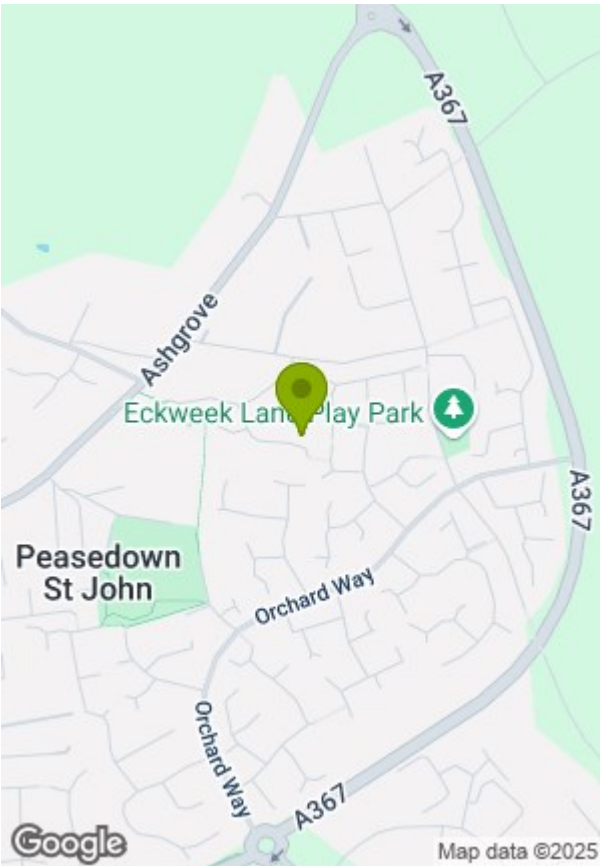 A367
Ashgrove
Eckweek Lane Play Park
A367
Peasedown
St John
Orchard Way
Orchard Way
A367
Google
Map data ©2025